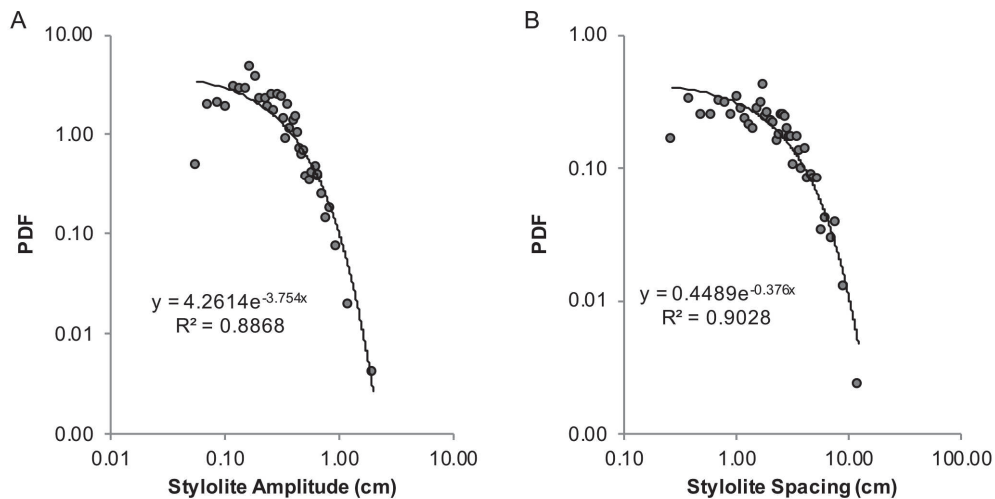 A
10.00
1.00
0.10
0.01
0.00
PDF
y = 4.2614e^-3.754x
R² = 0.8868
0.01
0.10
1.00
10.00
Stylolite Amplitude (cm)
B
1.00
0.10
0.01
0.00
PDF
y = 0.4489e^-0.376x
R² = 0.9028
0.10
1.00
10.00
100.00
Stylolite Spacing (cm)